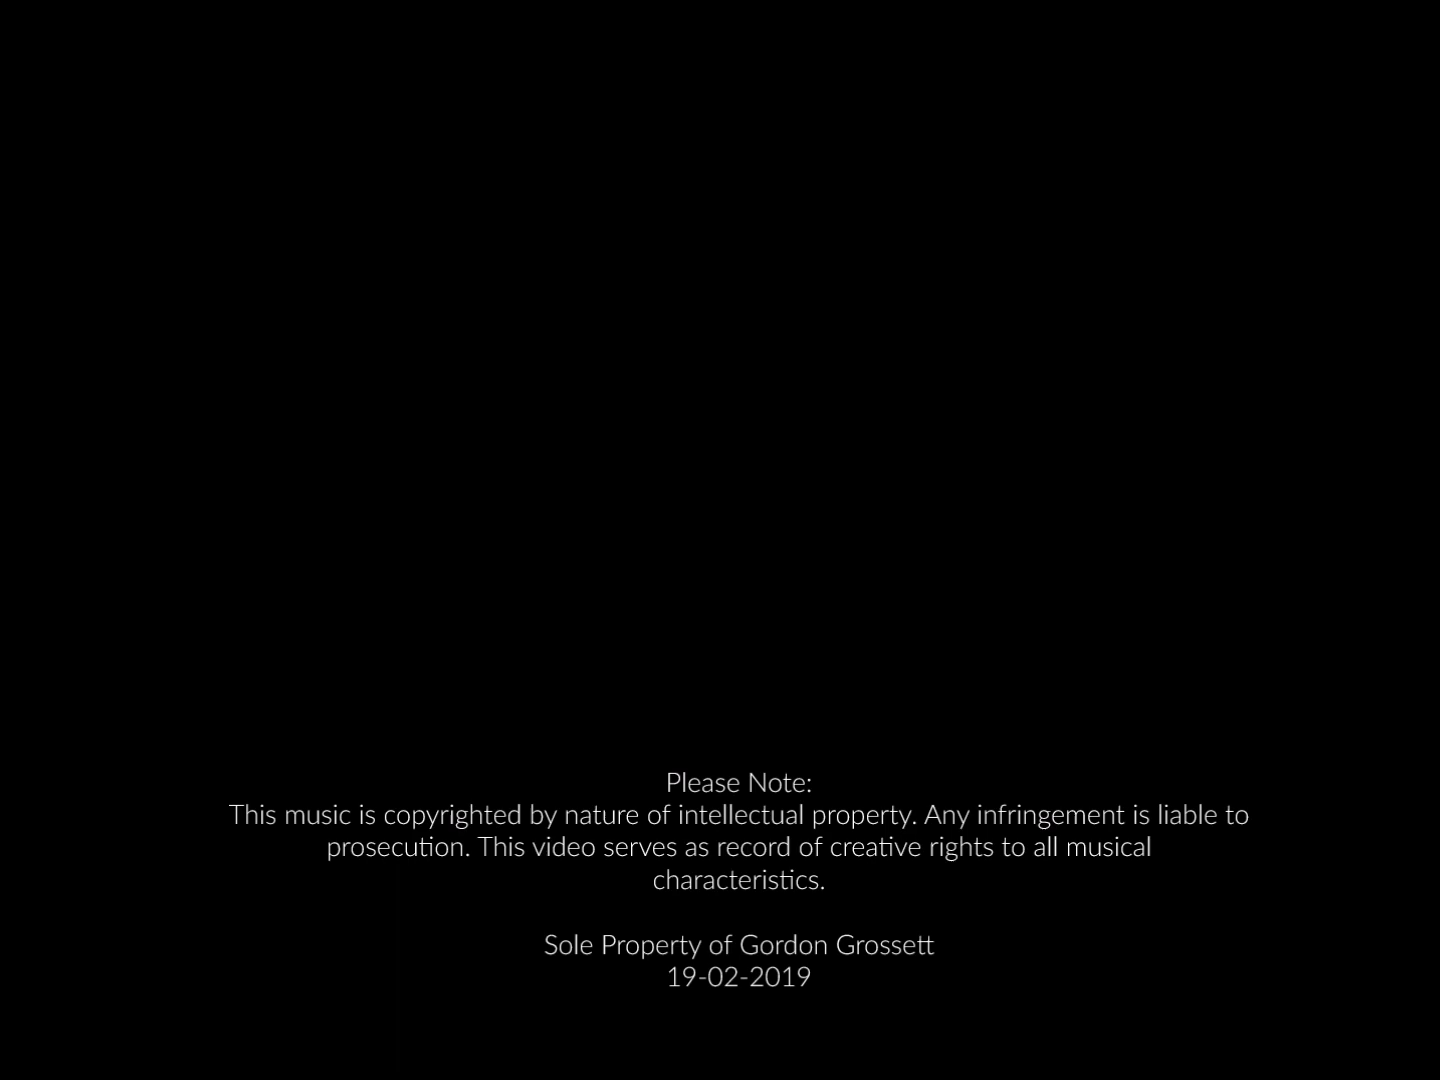 Please Note:
This music is copyrighted by nature of intellectual property. Any infringement is liable to
prosecution. This video serves as record of creative rights to all musical
characteristics.
Sole Property of Gordon Grossett
19-02-2019